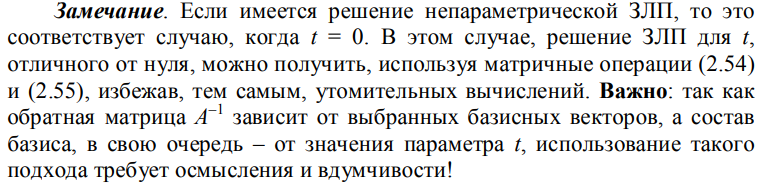 Замечание. Если имеется решение непараметрической ЗЛП, то это
соответствует случаю, когда t = 0. В этом случае, решение ЗЛП для t,
отличного от нуля, можно получить, используя матричные операции (2.54)
и (2.55), избежав, тем самым, утомительных вычислений. Важно: так как
обратная матрица A⁻¹ зависит от выбранных базисных векторов, а состав
базиса, в свою очередь – от значения параметра t, использование такого
подхода требует осмысления и вдумчивости!